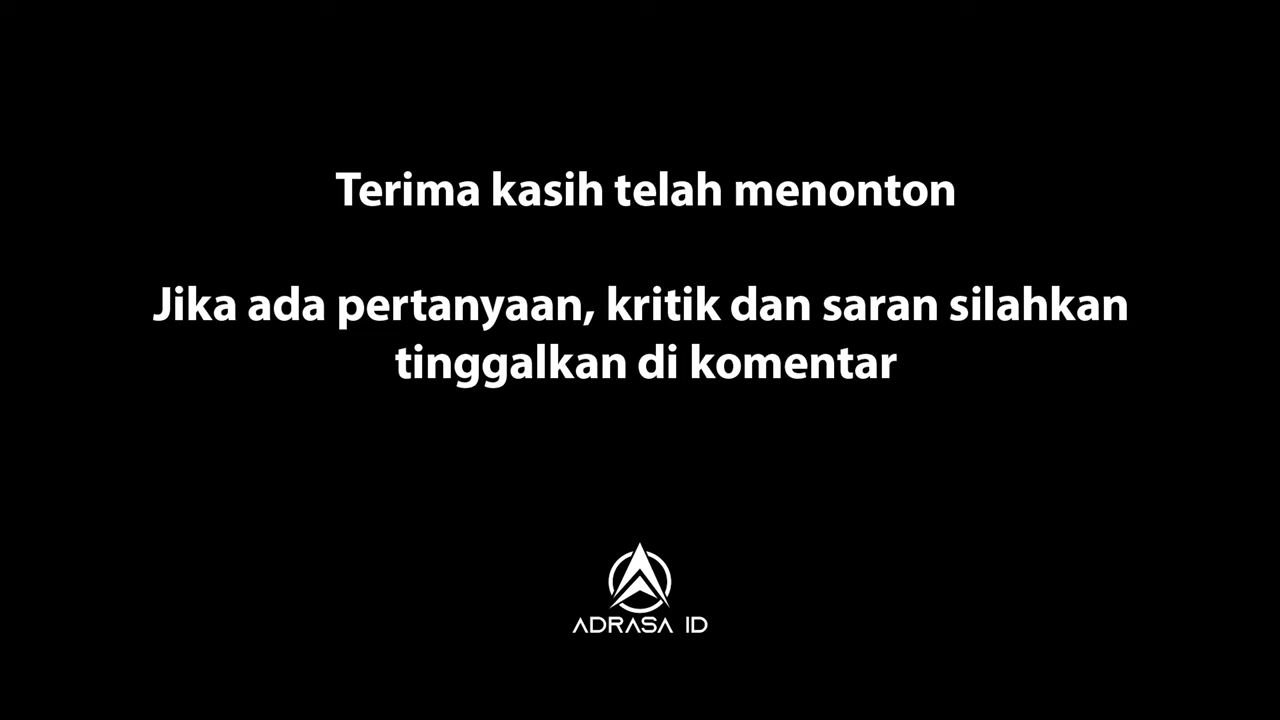 Terima kasih telah menonton
Jika ada pertanyaan, kritik dan saran silahkan
tinggalkan di komentar
ADRASA ID